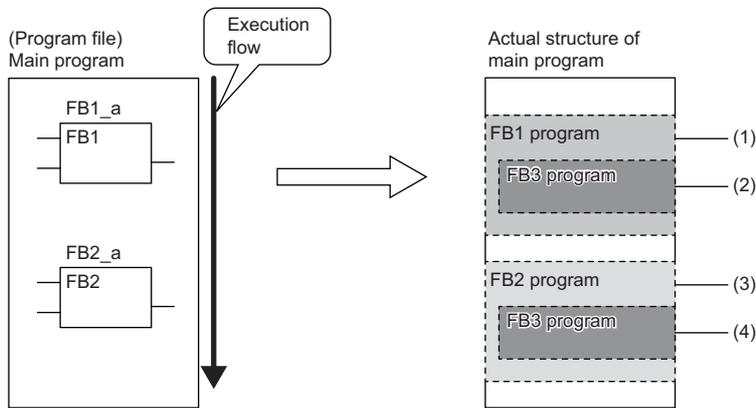 (Program file)
Main program
Execution
flow
FB1_a
FB1
FB2_a
FB2
Actual structure of
main program
FB1 program
(1)
FB3 program
(2)
FB2 program
(3)
FB3 program
(4)